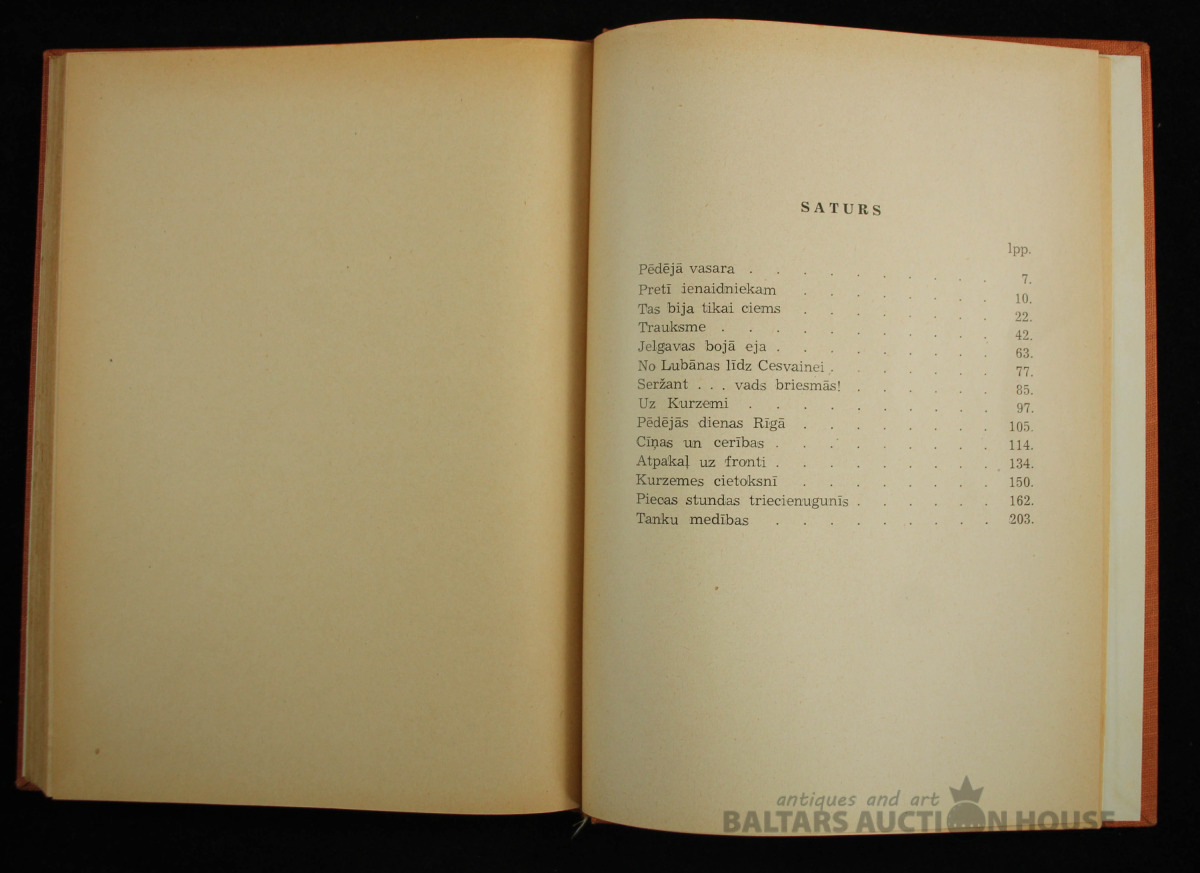 SATURS
lpp.
Pēdējā vasara . . . . . . . . . . 7.
Pretī ienaidniekam . . . . . . . . 10.
Tas bija tikai ciems . . . . . . . . 22.
Trauksme . . . . . . . . . . . 42.
Jelgavas bojā eja . . . . . . . . . 63.
No Lubānas līdz Cesvainei . . . . . . . 77.
Seržant . . . vads briesmās! . . . . . . 85.
Uz Kurzemi . . . . . . . . . . 97.
Pēdējās dienas Rīgā . . . . . . . . 105.
Cīņas un cerības . . . . . . . . . 114.
Atpakaļ uz fronti . . . . . . . . . 134.
Kurzemes cietoksnī . . . . . . . . 150.
Piecas stundas triecienugunīs . . . . . . 162.
Tanku medības . . . . . . . . . 203.
antiques and art
BALTARS AUCTION HOUSE